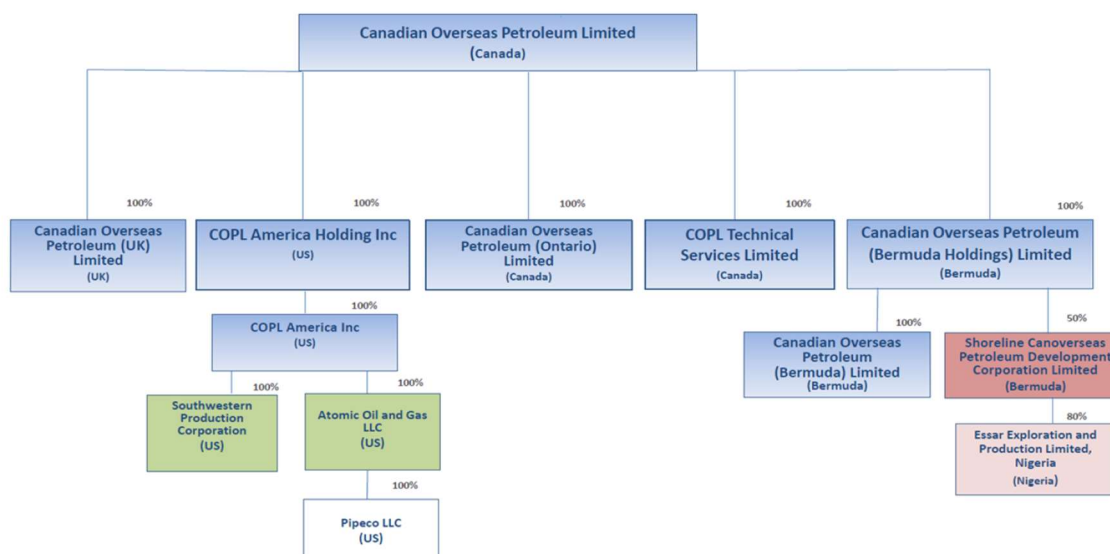 Canadian Overseas Petroleum Limited
(Canada)
100%
100%
100%
100%
100%
Canadian Overseas
Petroleum (UK)
Limited
(UK)
COPL America Holding Inc
(US)
Canadian Overseas
Petroleum (Ontario)
Limited
(Canada)
COPL Technical
Services Limited
(Canada)
Canadian Overseas Petroleum
(Bermuda Holdings) Limited
(Bermuda)
100%
COPL America Inc
(US)
100%
Canadian Overseas
Petroleum
(Bermuda) Limited
(Bermuda)
50%
Shoreline Canoverseas
Petroleum Development
Corporation Limited
(Bermuda)
100%
Southwestern
Production
Corporation
(US)
100%
Atomic Oil and Gas
LLC
(US)
80%
Essar Exploration and
Production Limited,
Nigeria
(Nigeria)
100%
Pipeco LLC
(US)